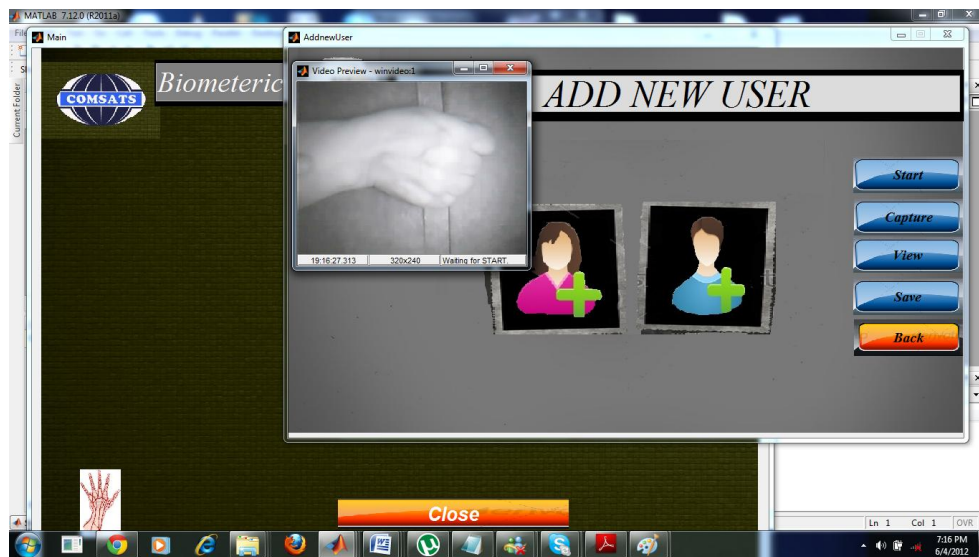 MATLAB 7.12.0 (R2011a)
Main
AddnewUser
Current Folder
COMSATS
Biometeric
Video Preview - winvideo:1
ADD NEW USER
Start
Capture
View
Save
Back
19:16:27.313 320x240 Waiting for START.
Close
Ln 1 Col 1 OVR
7:16 PM
6/4/2012